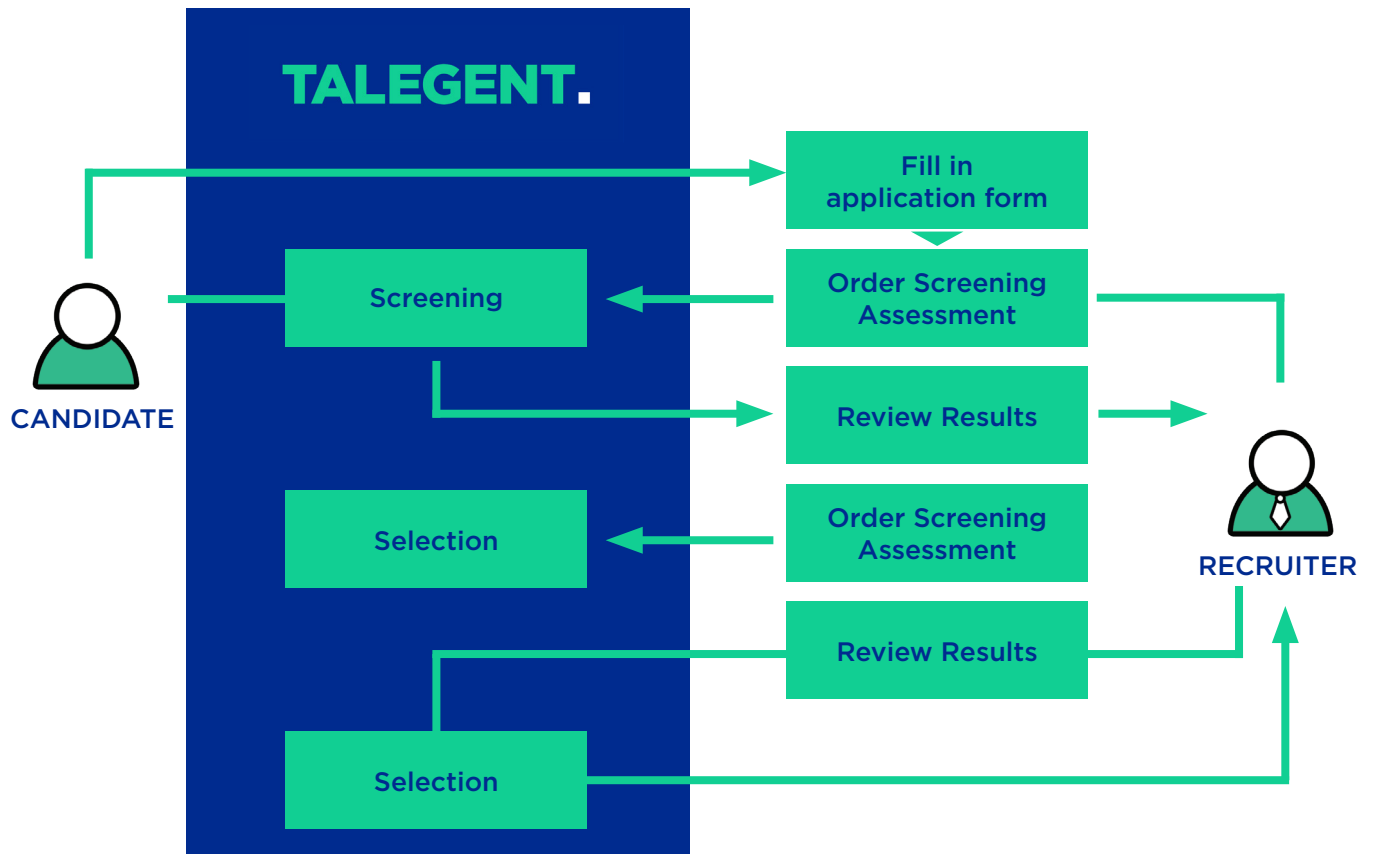 TALEGENT.
Fill in
application form
Screening
Order Screening
Assessment
CANDIDATE
Review Results
Selection
Order Screening
Assessment
RECRUITER
Review Results
Selection